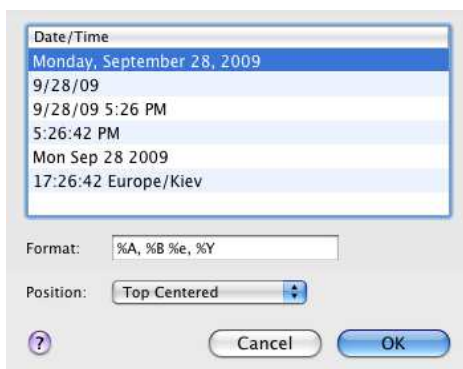 Date/Time
Monday, September 28, 2009
9/28/09
9/28/09 5:26 PM
5:26:42 PM
Mon Sep 28 2009
17:26:42 Europe/Kiev
Format: %A, %B %e, %Y
Position: Top Centered
? Cancel OK